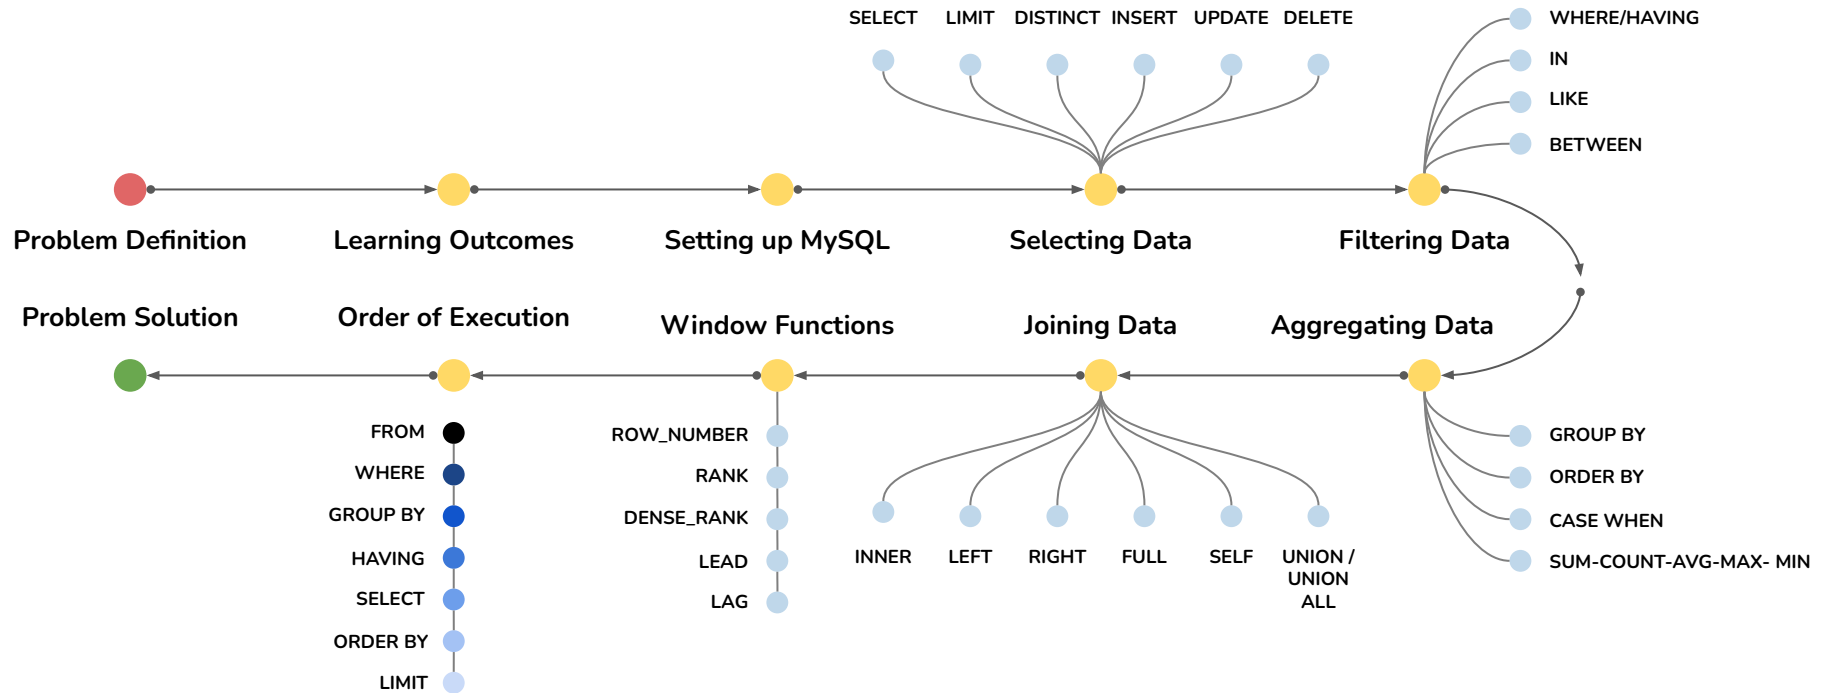 SELECT
LIMIT
DISTINCT
INSERT
UPDATE
DELETE
WHERE/HAVING
IN
LIKE
BETWEEN
Problem Definition
Learning Outcomes
Setting up MySQL
Selecting Data
Filtering Data
Problem Solution
Order of Execution
Window Functions
Joining Data
Aggregating Data
FROM
WHERE
GROUP BY
HAVING
SELECT
ORDER BY
LIMIT
ROW_NUMBER
RANK
DENSE_RANK
LEAD
LAG
INNER
LEFT
RIGHT
FULL
SELF
UNION /
UNION
ALL
GROUP BY
ORDER BY
CASE WHEN
SUM-COUNT-AVG-MAX- MIN